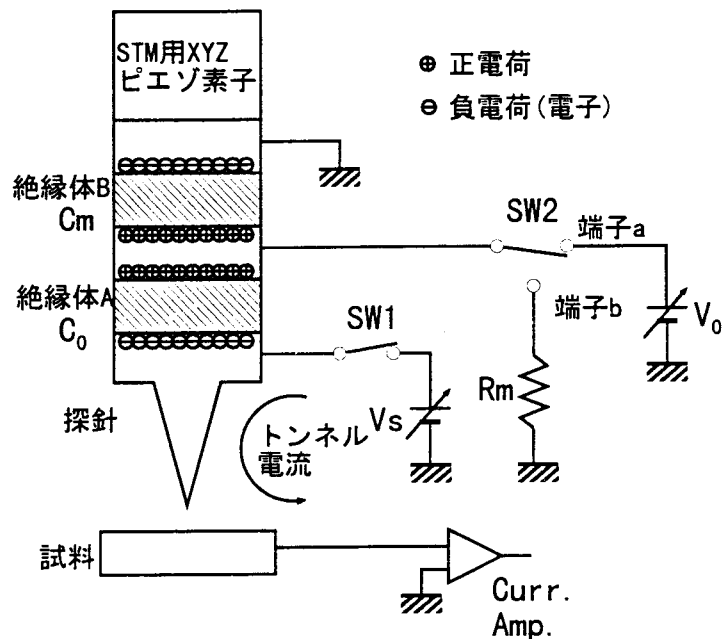 STM用XYZ
ピエゾ素子
⊕ 正電荷
⊖ 負電荷(電子)
絶縁体B
Cm
SW2
端子a
絶縁体A
C₀
SW1
端子b
V₀
Rm
Vs
探針
トンネル
電流
試料
Curr.
Amp.